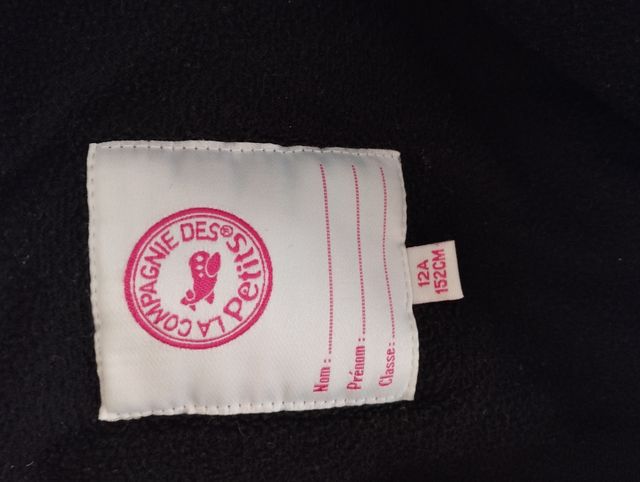 LA COMPAGNIE DES®
Petits
Nom :
Prénom :
Classe :
12A
152CM